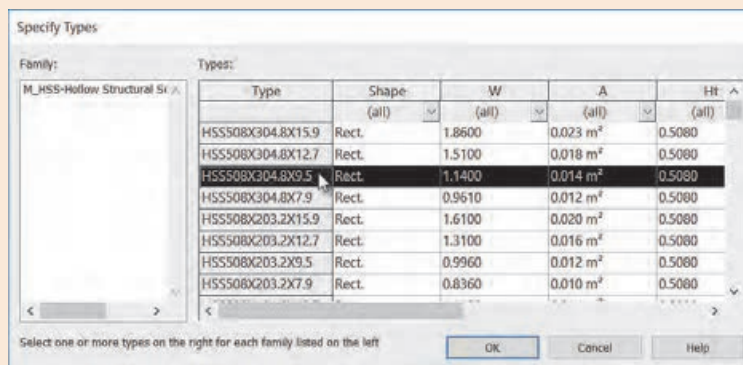 Specify Types
Family: Types:
M_HSS-Hollow Structural Se
Type Shape W A Ht
(all) (all) (all) (all)
HSS508X304.8X15.9 Rect. 1.8600 0.023 m² 0.5080
HSS508X304.8X12.7 Rect. 1.5100 0.018 m² 0.5080
HSS508X304.8X9.5 Rect. 1.1400 0.014 m² 0.5080
HSS508X304.8X7.9 Rect. 0.9610 0.012 m² 0.5080
HSS508X203.2X15.9 Rect. 1.6100 0.020 m² 0.5080
HSS508X203.2X12.7 Rect. 1.3100 0.016 m² 0.5080
HSS508X203.2X9.5 Rect. 0.9960 0.012 m² 0.5080
HSS508X203.2X7.9 Rect. 0.8360 0.010 m² 0.5080
Select one or more types on the right for each family listed on the left
OK Cancel Help